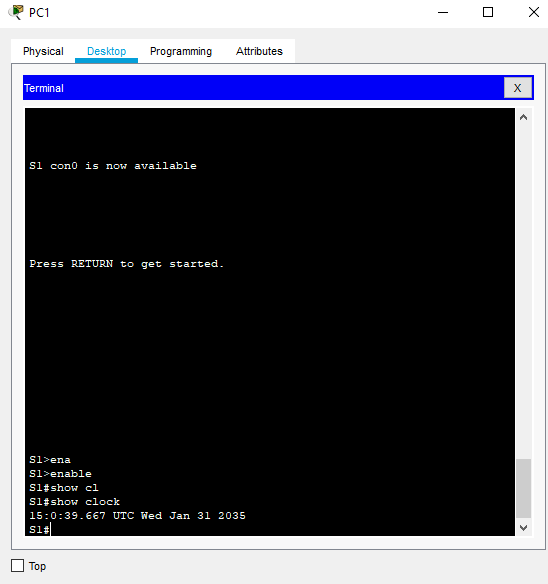 PC1
Physical Desktop Programming Attributes
Terminal X
S1 con0 is now available
Press RETURN to get started.
S1>ena
S1>enable
S1#show cl
S1#show clock
15:0:39.667 UTC Wed Jan 31 2035
S1#
Top